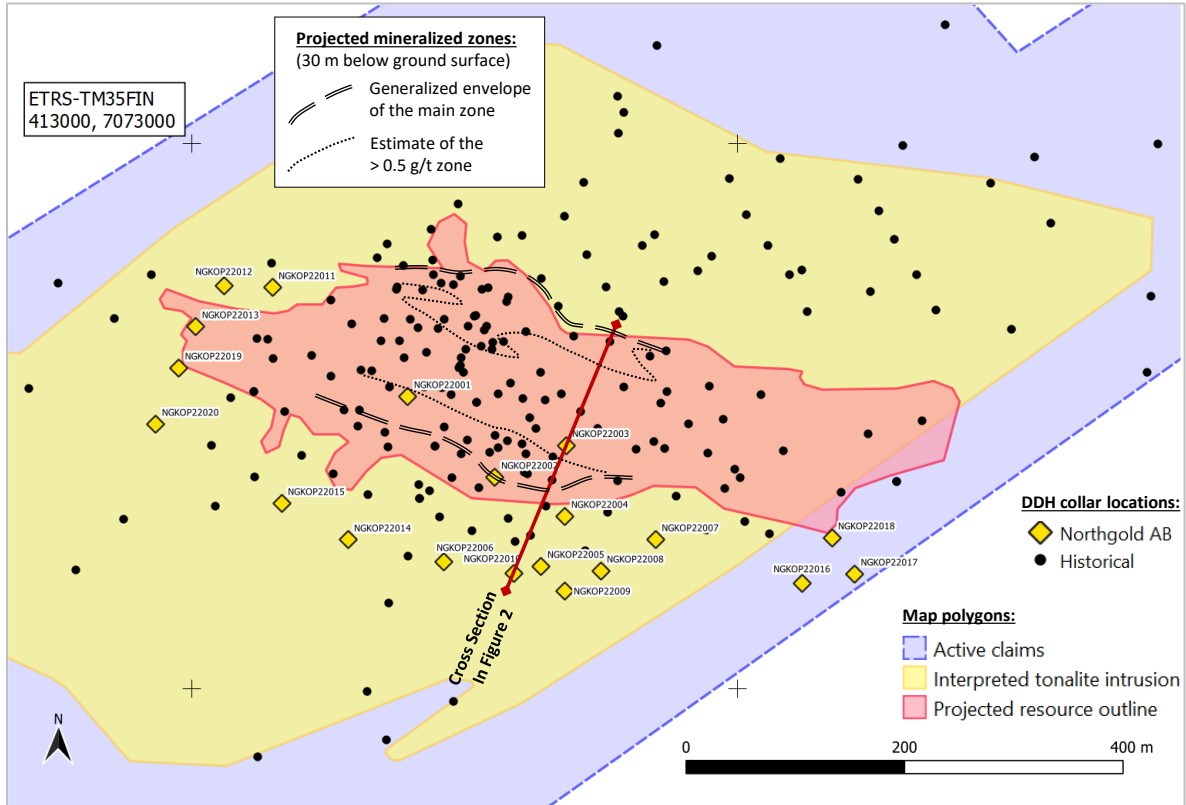 Projected mineralized zones:
(30 m below ground surface)
Generalized envelope
of the main zone
Estimate of the
> 0.5 g/t zone
ETRS-TM35FIN
413000, 7073000
NGKOP22012
NGKOP22011
NGKOP22013
NGKOP22019
NGKOP22001
NGKOP22020
NGKOP22003
NGKOP22002
NGKOP22015
NGKOP22004
NGKOP22014
NGKOP22007
NGKOP22018
NGKOP22006
NGKOP22010
NGKOP22005
NGKOP22008
NGKOP22017
NGKOP22016
NGKOP22009
Cross Section
In Figure 2
DDH collar locations:
Northgold AB
Historical
Map polygons:
Active claims
Interpreted tonalite intrusion
Projected resource outline
N
0 200 400 m